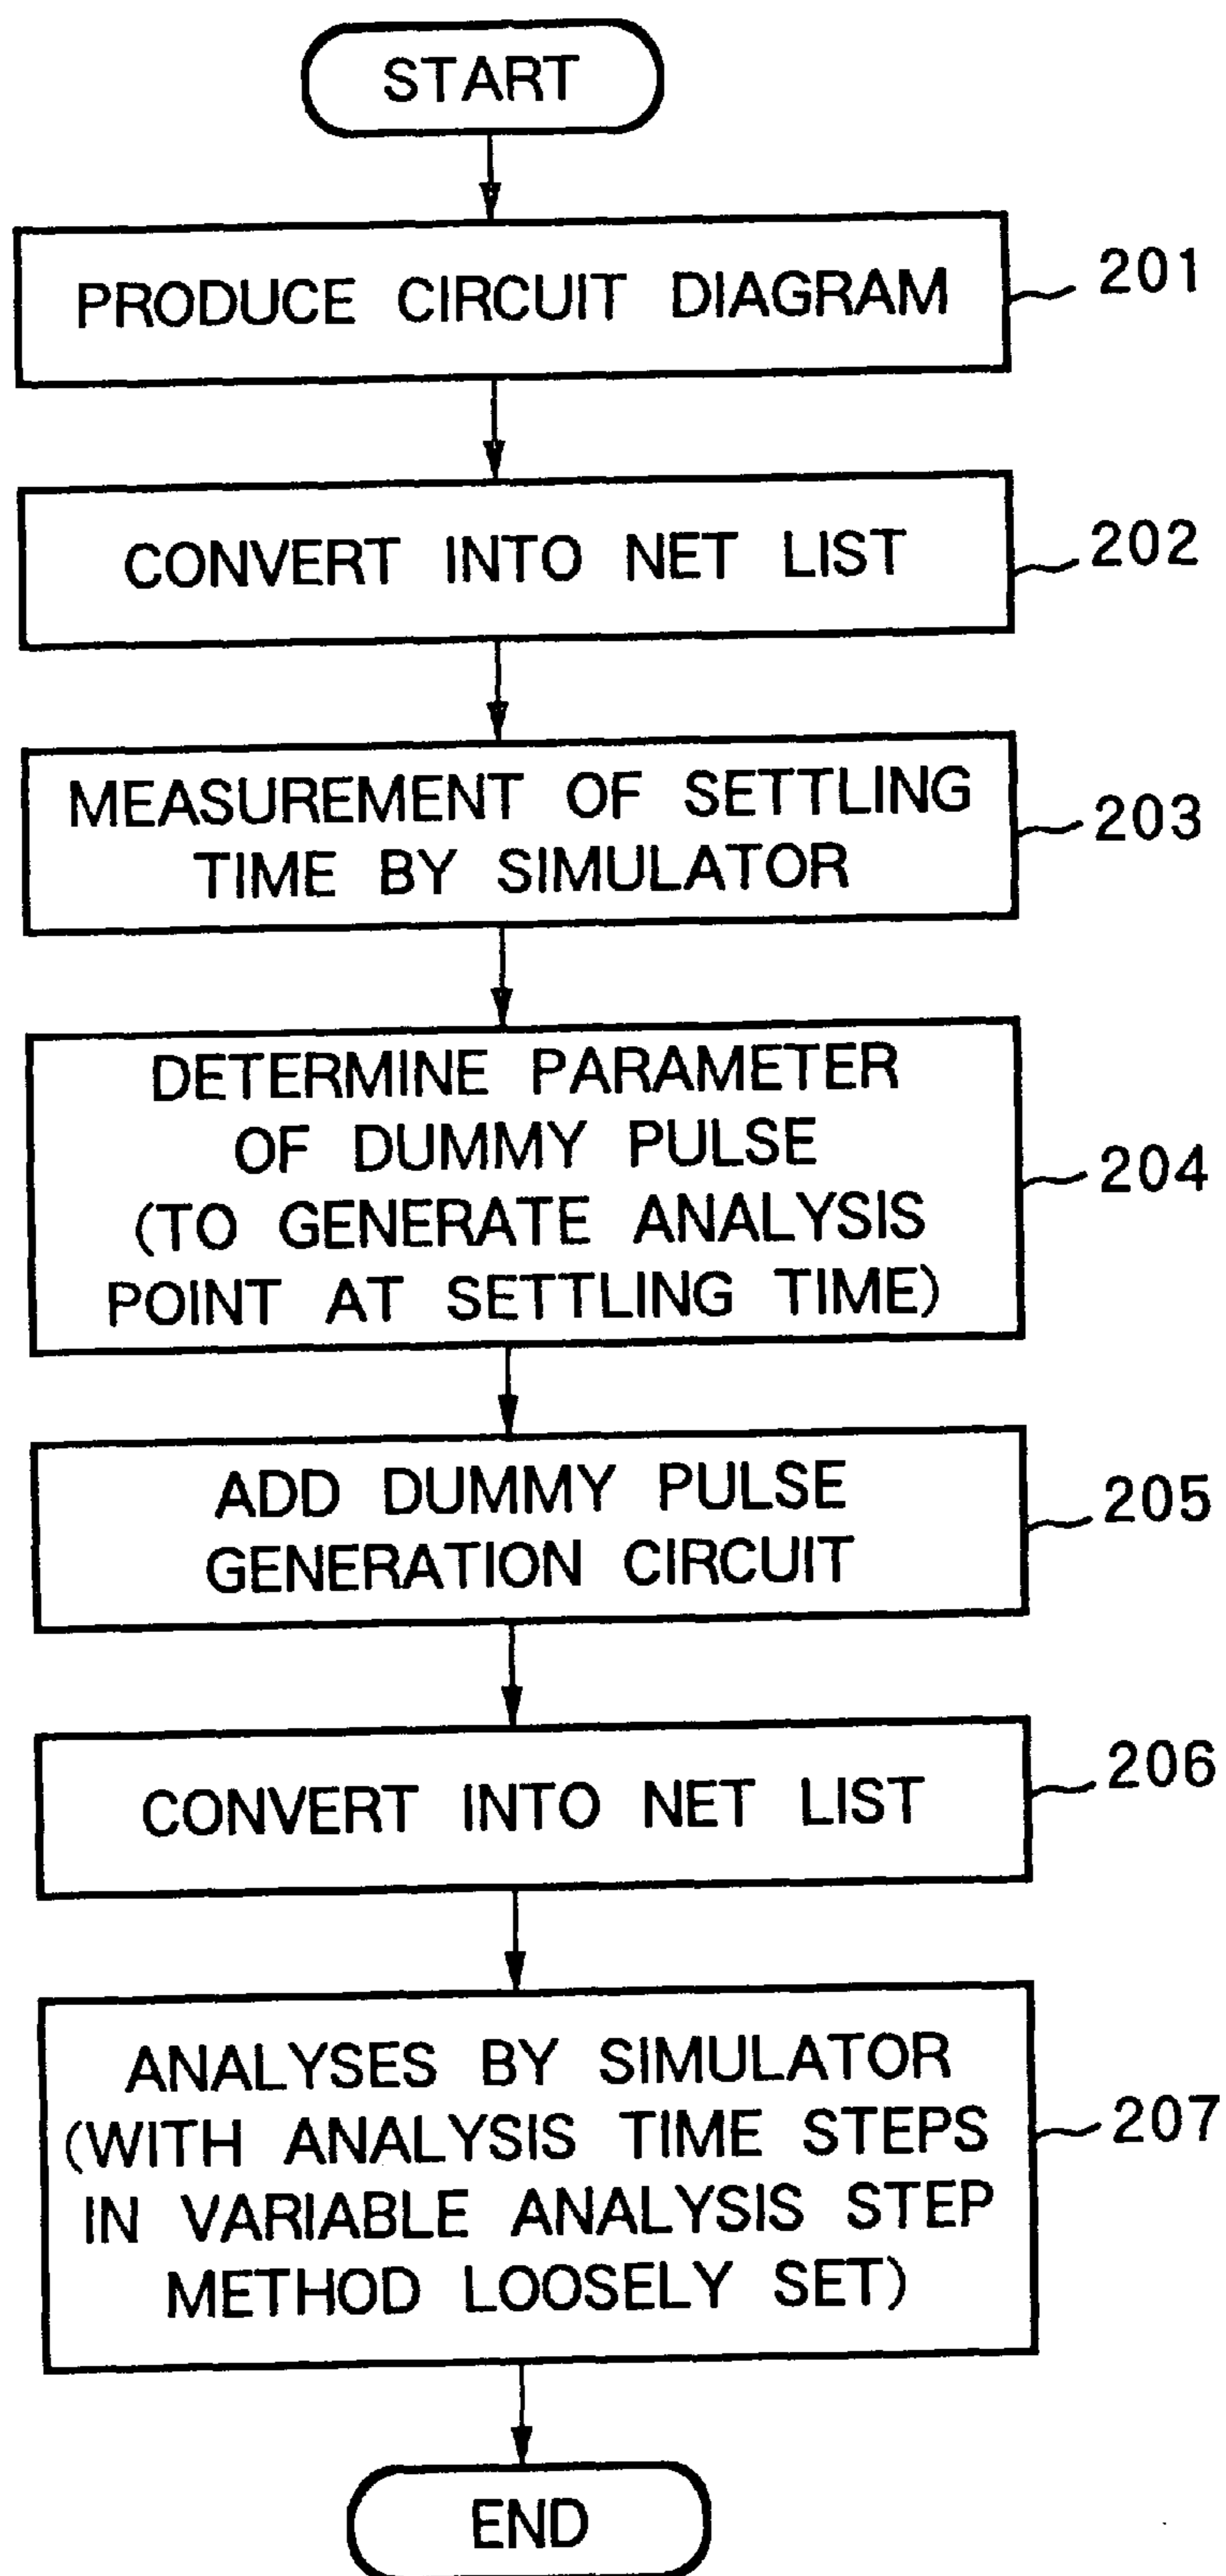 START
PRODUCE CIRCUIT DIAGRAM
201
CONVERT INTO NET LIST
202
MEASUREMENT OF SETTLING
TIME BY SIMULATOR
203
DETERMINE PARAMETER
OF DUMMY PULSE
(TO GENERATE ANALYSIS
POINT AT SETTLING TIME)
204
ADD DUMMY PULSE
GENERATION CIRCUIT
205
CONVERT INTO NET LIST
206
ANALYSES BY SIMULATOR
(WITH ANALYSIS TIME STEPS
IN VARIABLE ANALYSIS STEP
METHOD LOOSELY SET)
207
END